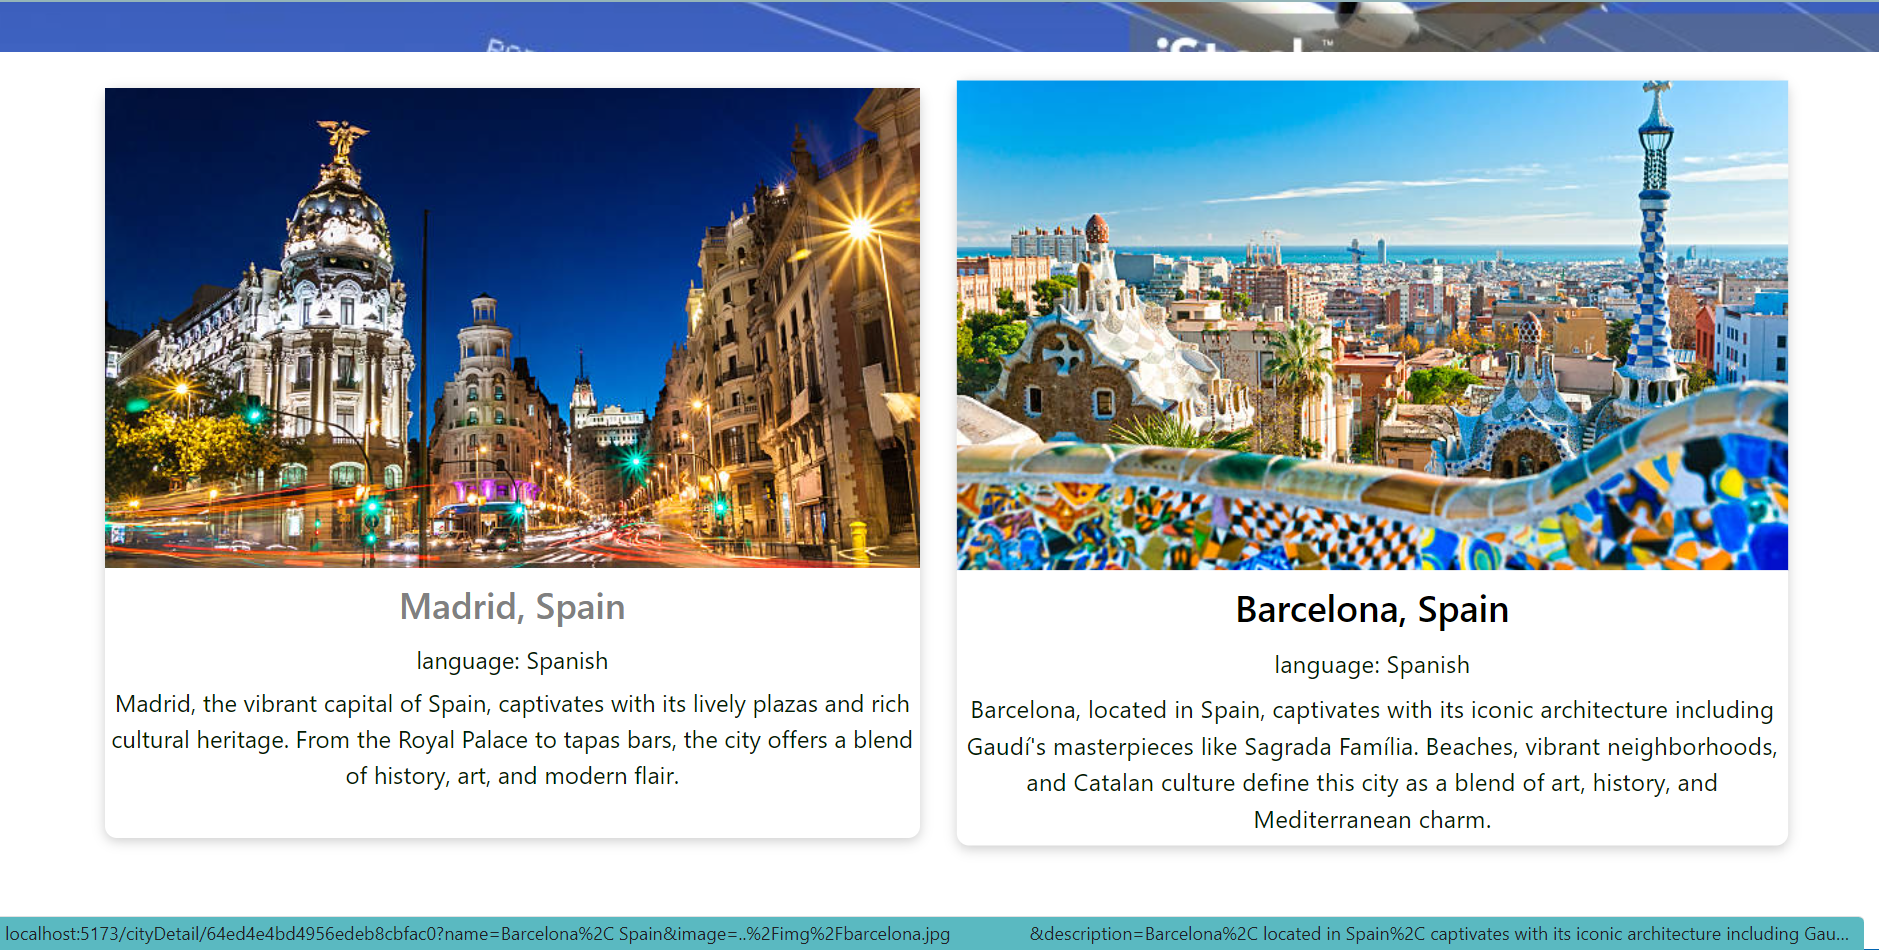 iStock™
Madrid, Spain
language: Spanish
Madrid, the vibrant capital of Spain, captivates with its lively plazas and rich
cultural heritage. From the Royal Palace to tapas bars, the city offers a blend
of history, art, and modern flair.
Barcelona, Spain
language: Spanish
Barcelona, located in Spain, captivates with its iconic architecture including
Gaudí's masterpieces like Sagrada Família. Beaches, vibrant neighborhoods,
and Catalan culture define this city as a blend of art, history, and
Mediterranean charm.
localhost:5173/cityDetail/64ed4e4bd4956edeb8cbfac0?name=Barcelona%2C Spain&image=..%2Fimg%2Fbarcelona.jpg &description=Barcelona%2C located in Spain%2C captivates with its iconic architecture including Gau...